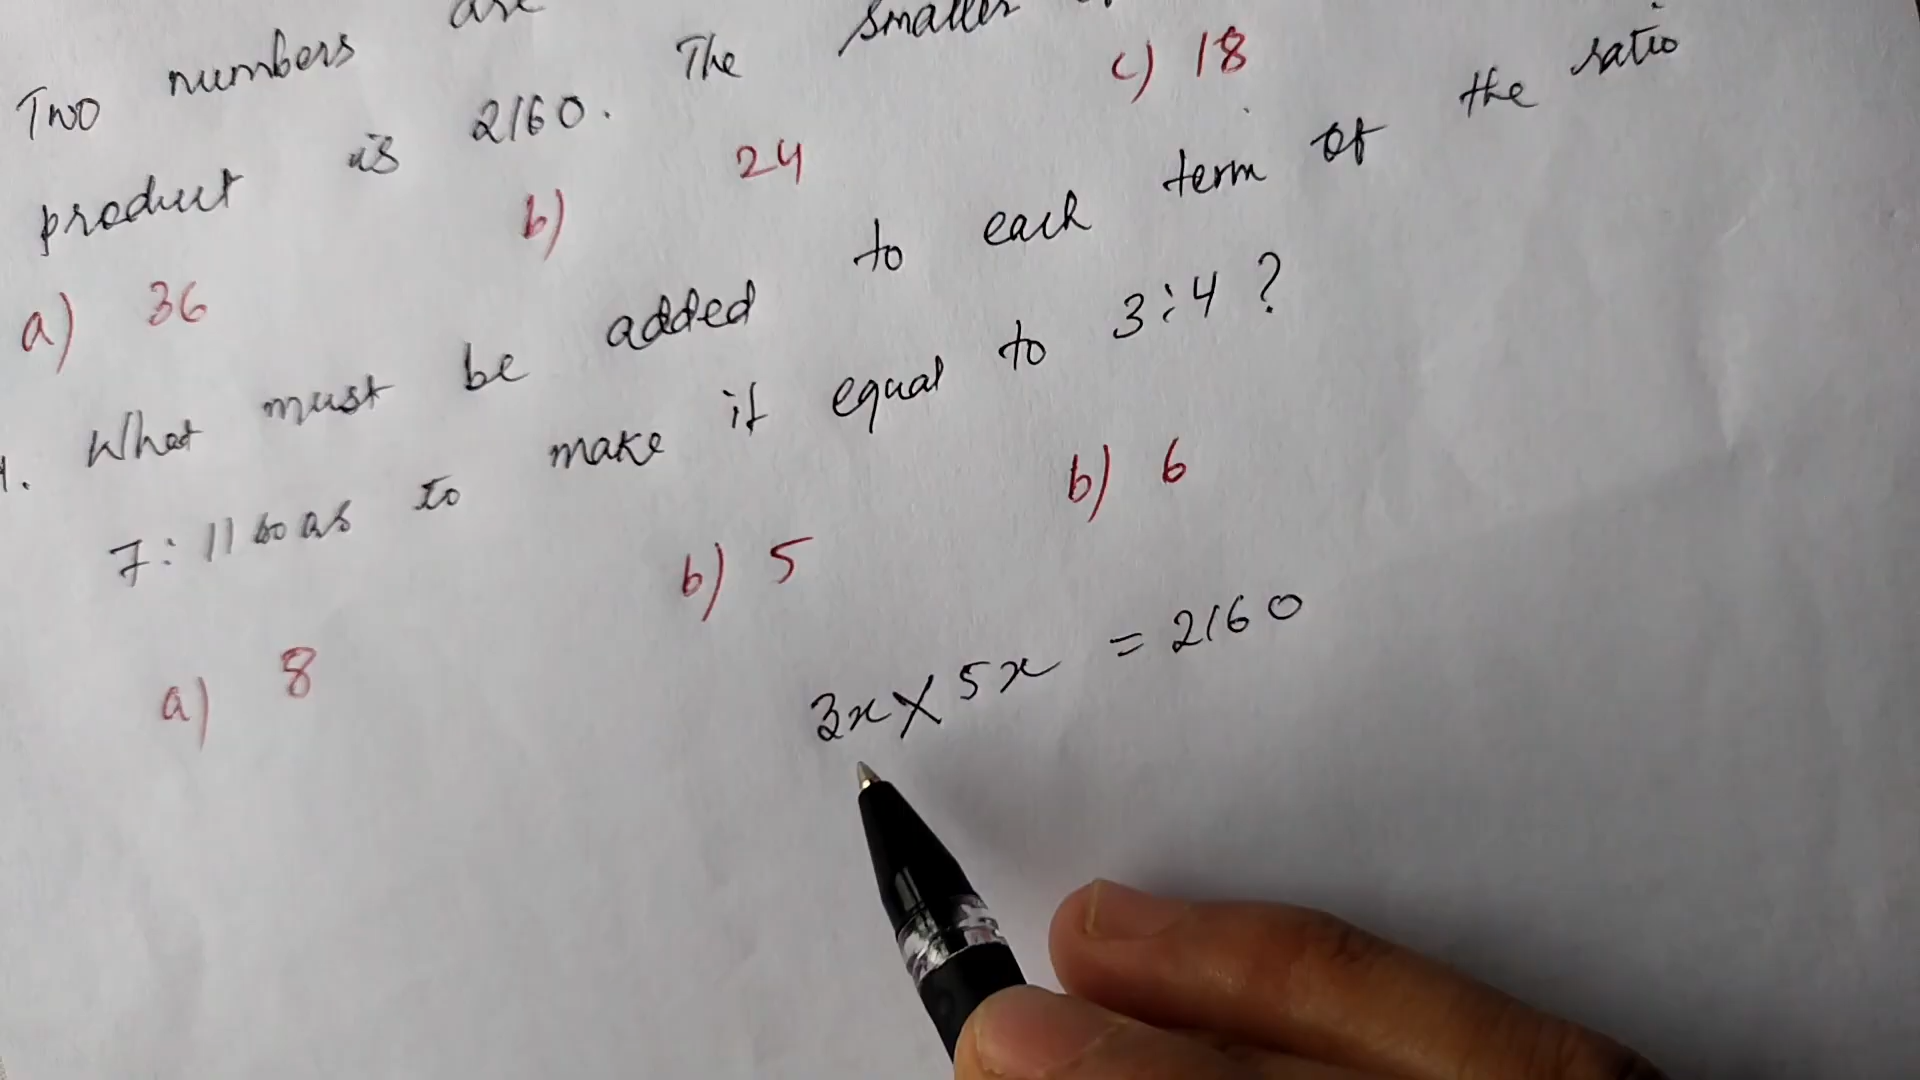 Two numbers are
product is 2160. The smaller
a) 36 b) 24 c) 18
1. What must be added to each term of the ratio
7:11 so as to make it equal to 3:4?
a) 8 b) 5 b) 6
3x × 5x = 2160